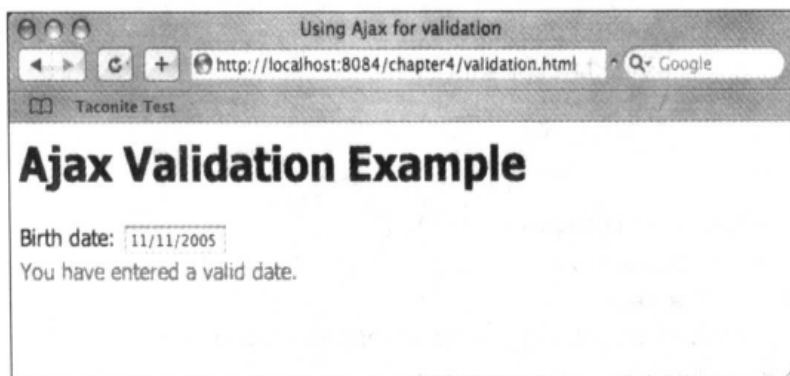 Using Ajax for validation
http://localhost:8084/chapter4/validation.html
Google
Taconite Test
Ajax Validation Example
Birth date: 11/11/2005
You have entered a valid date.